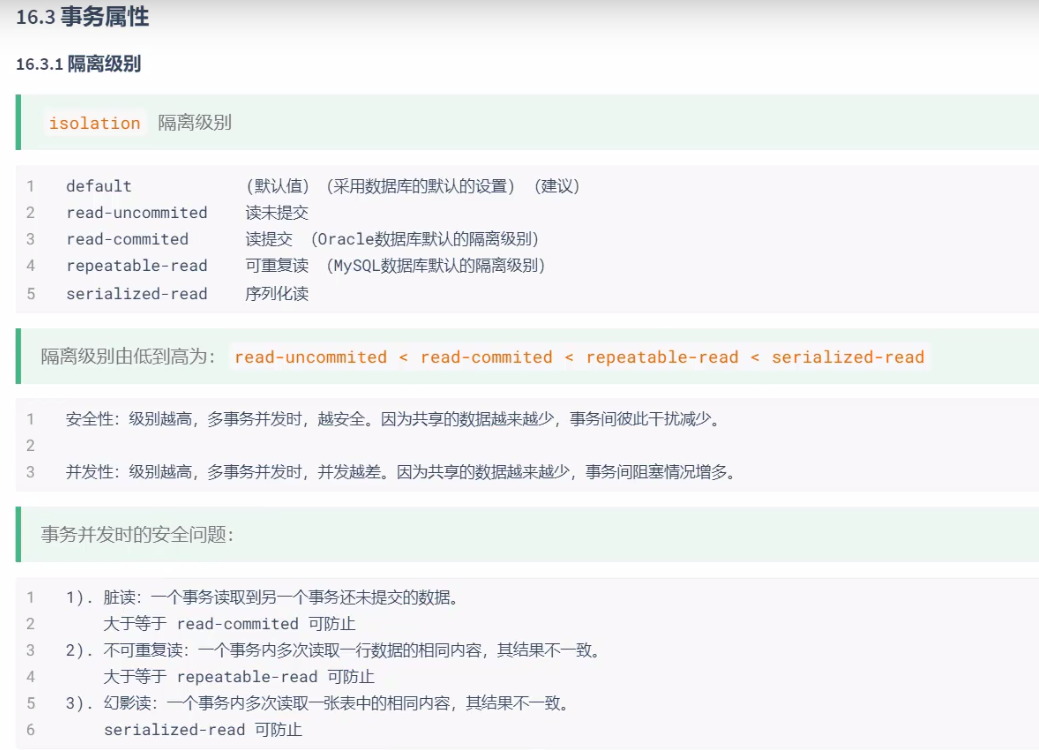 16.3 事务属性
16.3.1 隔离级别
isolation 隔离级别
1 default （默认值）（采用数据库的默认的设置）（建议）
2 read-uncommited 读未提交
3 read-commited 读提交 （Oracle数据库默认的隔离级别）
4 repeatable-read 可重复读 （MySQL数据库默认的隔离级别）
5 serialized-read 序列化读
隔离级别由低到高为： read-uncommited < read-commited < repeatable-read < serialized-read
1 安全性：级别越高，多事务并发时，越安全。因为共享的数据越来越少，事务间彼此干扰减少。
2
3 并发性：级别越高，多事务并发时，并发越差。因为共享的数据越来越少，事务间阻塞情况增多。
事务并发时的安全问题：
1 1). 脏读：一个事务读取到另一个事务还未提交的数据。
2 大于等于 read-commited 可防止
3 2). 不可重复读：一个事务内多次读取一行数据的相同内容，其结果不一致。
4 大于等于 repeatable-read 可防止
5 3). 幻影读：一个事务内多次读取一张表中的相同内容，其结果不一致。
6 serialized-read 可防止